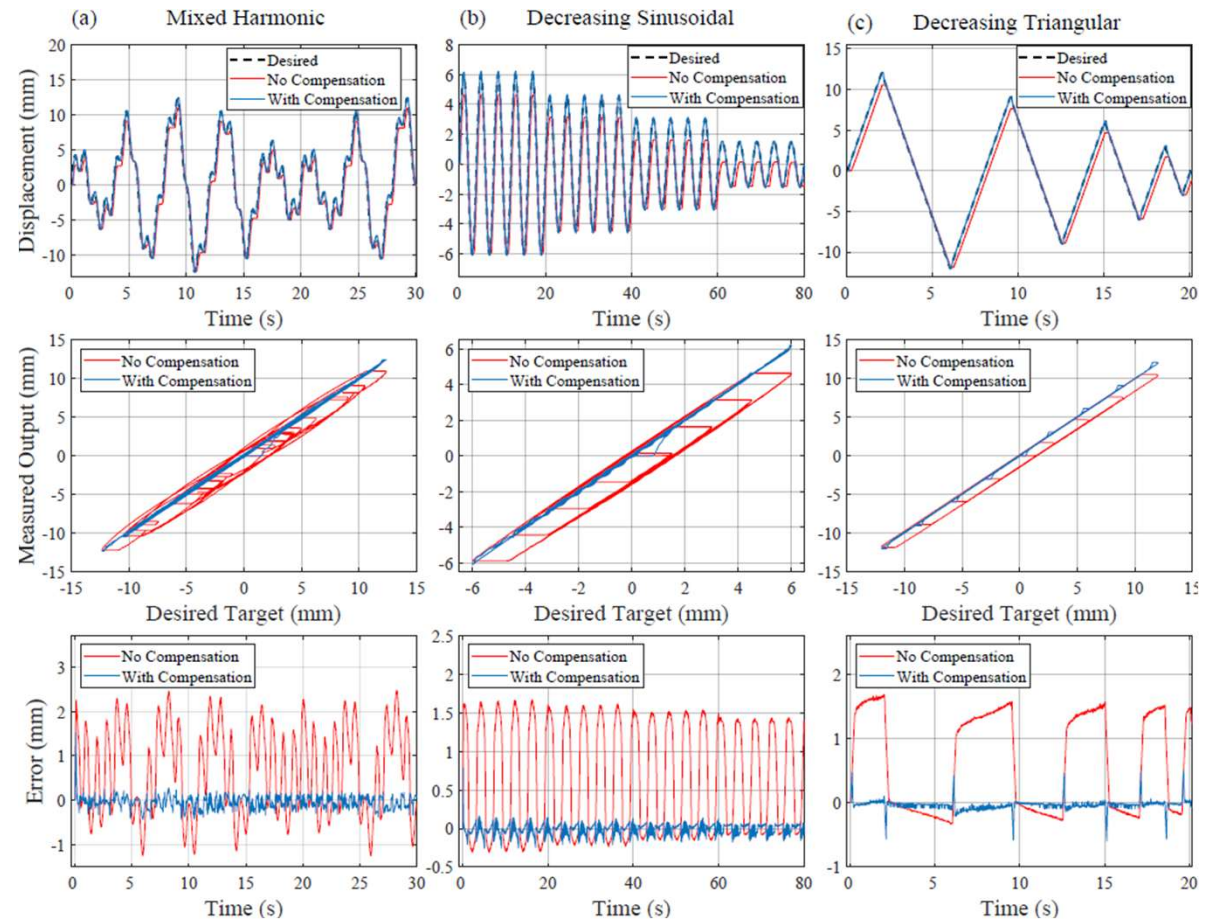 (a) Mixed Harmonic
(b) Decreasing Sinusoidal
(c) Decreasing Triangular
Displacement (mm)
20
15
10
5
0
-5
-10
Desired
No Compensation
With Compensation
0 5 10 15 20 25 30
Time (s)
8
6
4
2
0
-2
-4
-6
Desired
No Compensation
With Compensation
0 10 20 30 40 50 60 70 80
Time (s)
15
10
5
0
-5
-10
Desired
No Compensation
With Compensation
0 5 10 15 20
Time (s)
Measured Output (mm)
15
10
5
0
-5
-10
-15
No Compensation
With Compensation
-15 -10 -5 0 5 10 15
Desired Target (mm)
6
4
2
0
-2
-4
-6
No Compensation
With Compensation
-6 -4 -2 0 2 4 6
Desired Target (mm)
15
10
5
0
-5
-10
-15
No Compensation
With Compensation
-15 -10 -5 0 5 10 15
Desired Target (mm)
Error (mm)
3
2
1
0
-1
No Compensation
With Compensation
0 5 10 15 20 25 30
Time (s)
2.5
2
1.5
1
0.5
0
-0.5
No Compensation
With Compensation
0 10 20 30 40 50 60 70 80
Time (s)
2
1
0
-1
No Compensation
With Compensation
0 5 10 15 20
Time (s)